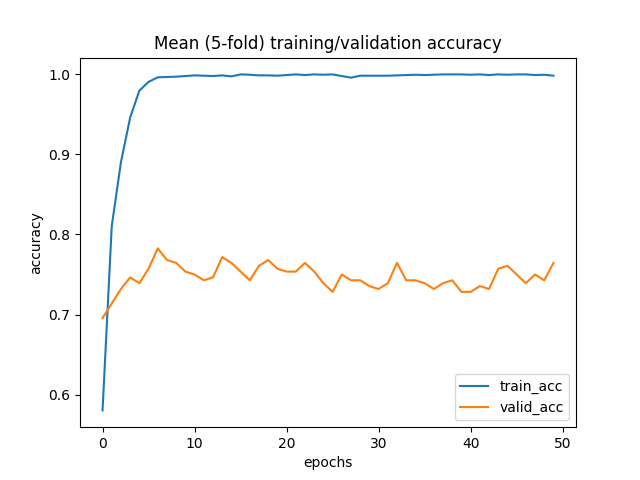 Mean (5-fold) training/validation accuracy
1.0
0.9
0.8
0.7
0.6
accuracy
0 10 20 30 40 50
epochs
train_acc
valid_acc